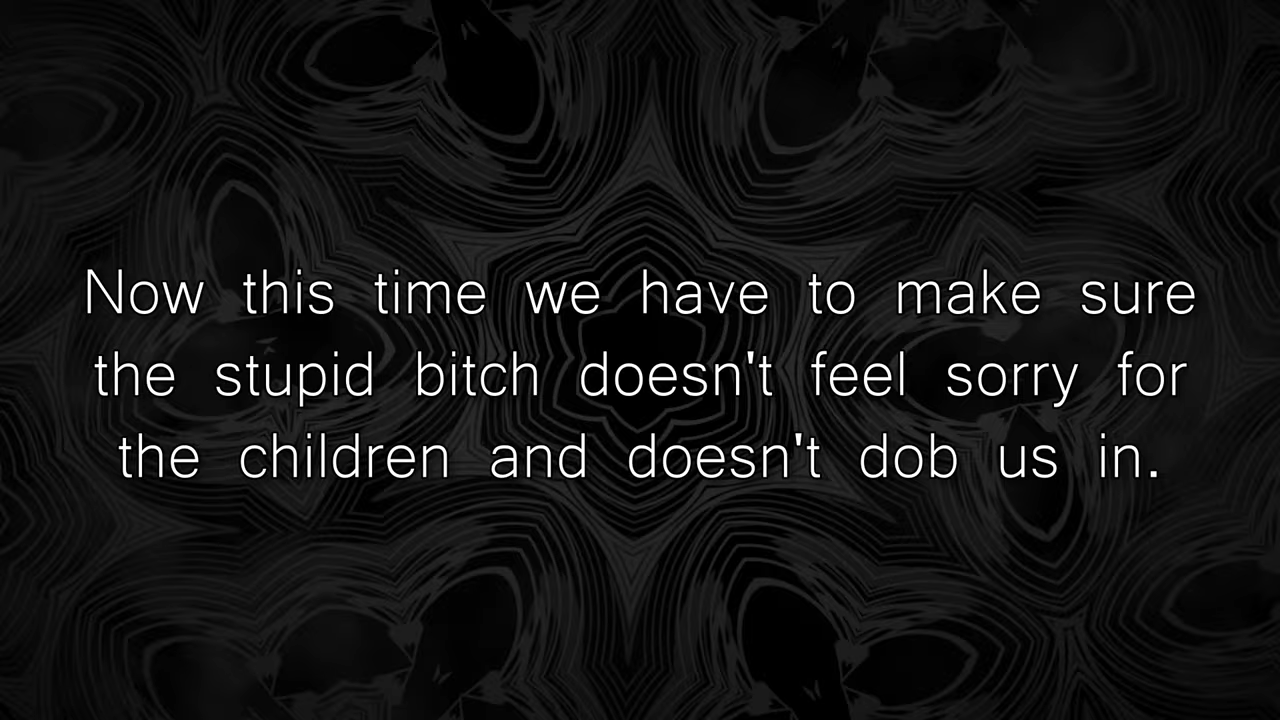 Now this time we have to make sure
the stupid bitch doesn't feel sorry for
the children and doesn't dob us in.